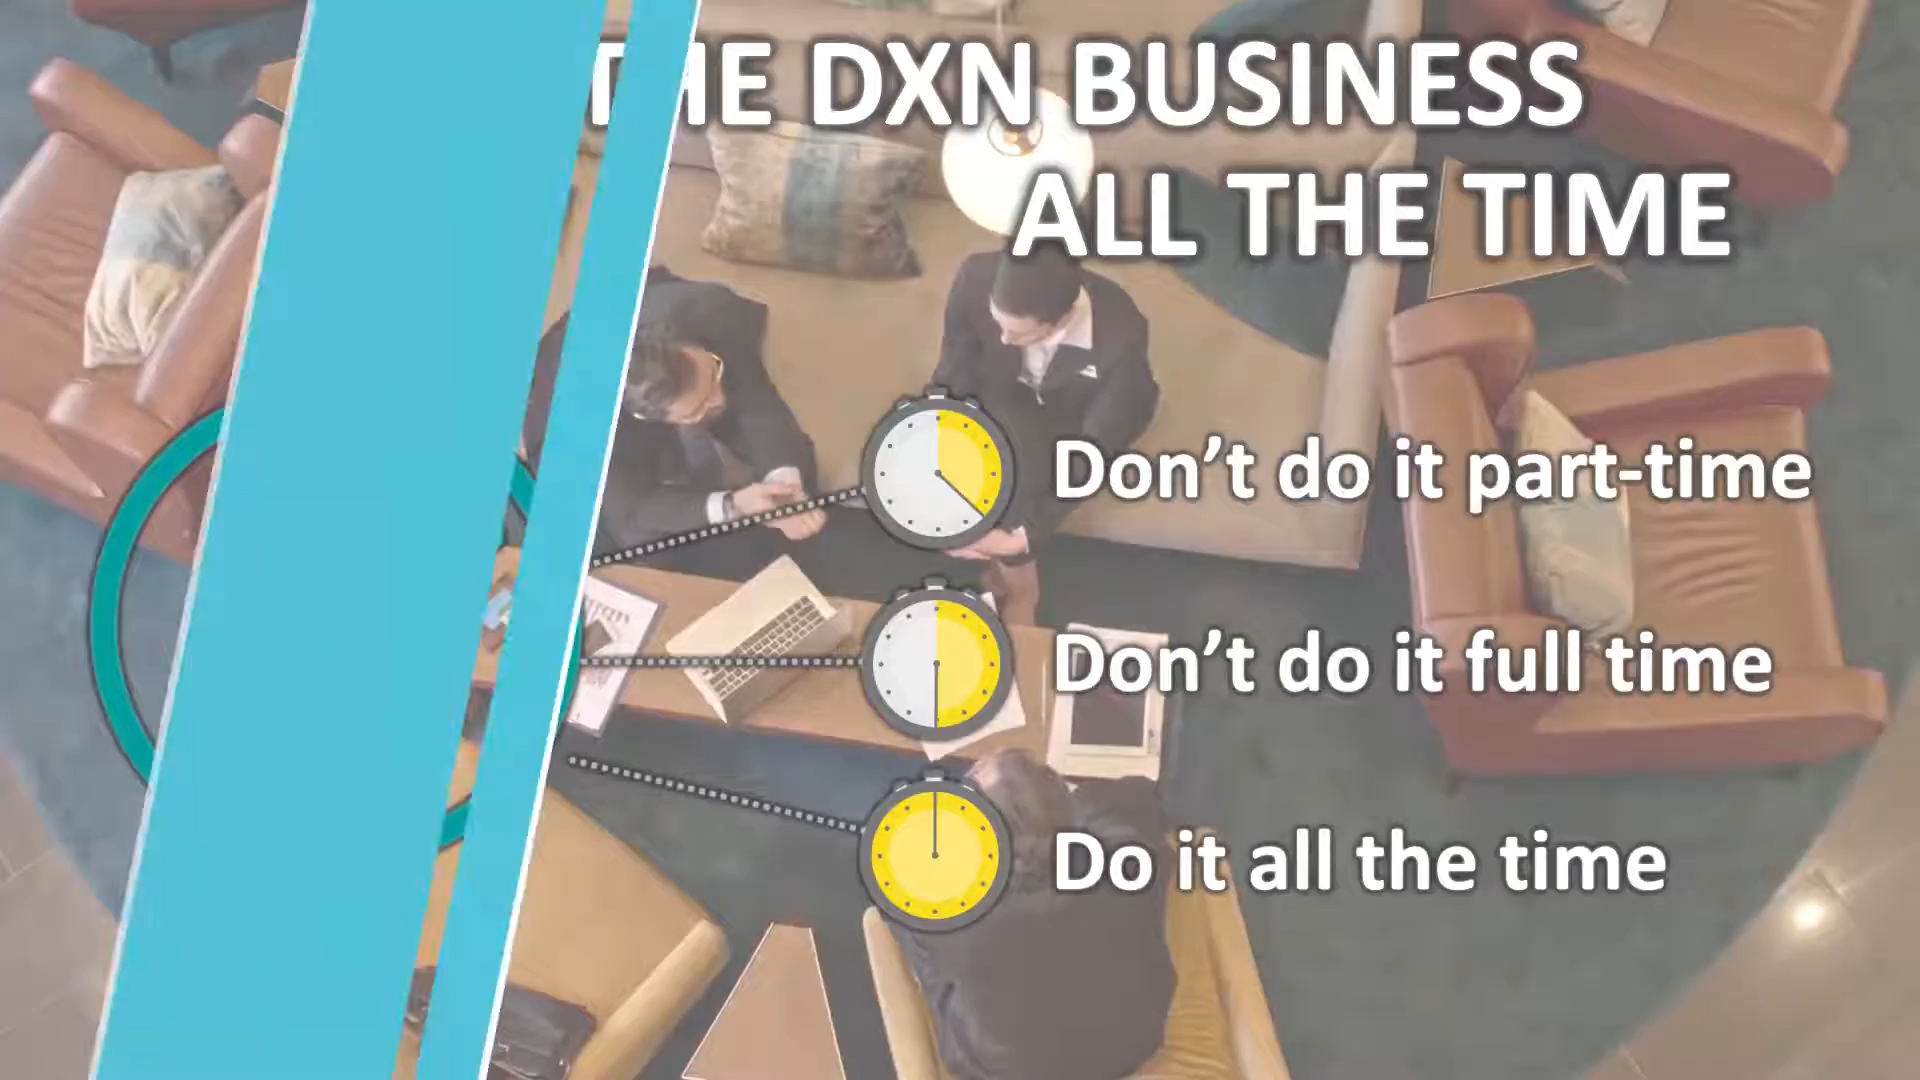 THE DXN BUSINESS
ALL THE TIME
Don’t do it part-time
Don’t do it full time
Do it all the time